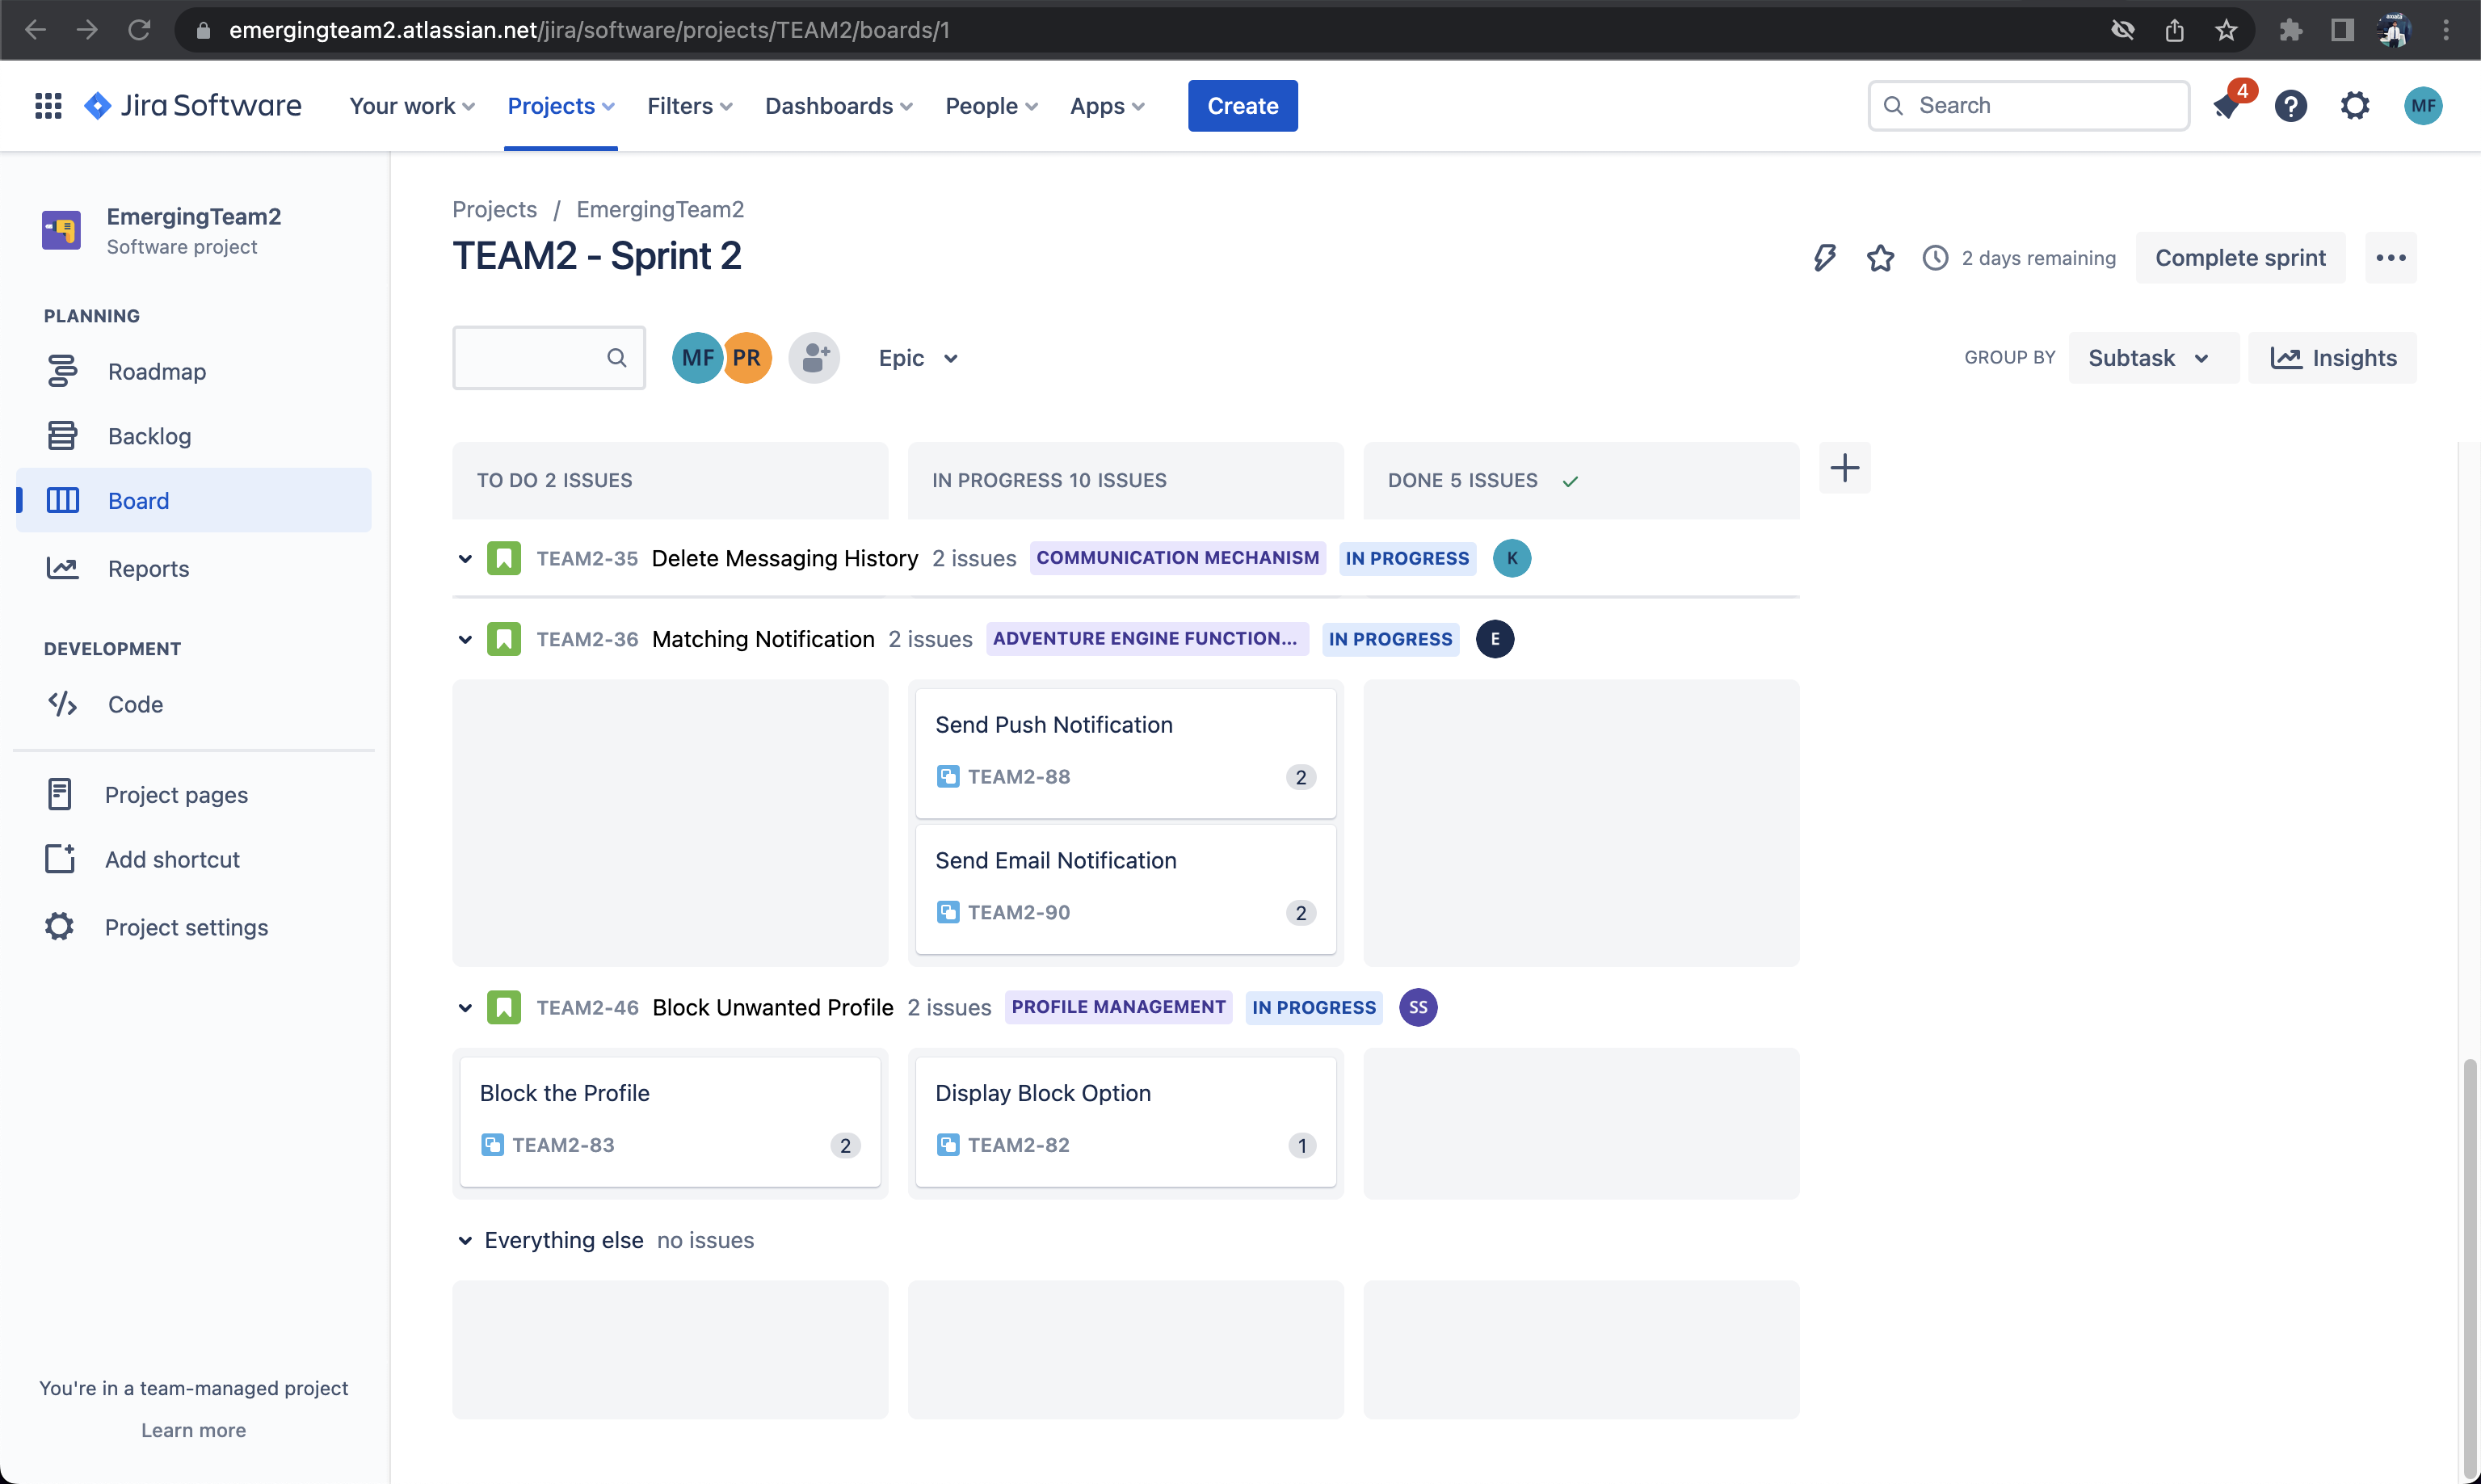 emergingteam2.atlassian.net/jira/software/projects/TEAM2/boards/1
Jira Software Your work Projects Filters Dashboards People Apps Create Search 4 MF
EmergingTeam2
Software project
PLANNING
Roadmap
Backlog
Board
Reports
DEVELOPMENT
Code
Project pages
Add shortcut
Project settings
You're in a team-managed project
Learn more
Projects / EmergingTeam2
TEAM2 - Sprint 2
2 days remaining Complete sprint
MF PR Epic GROUP BY Subtask Insights
TO DO 2 ISSUES IN PROGRESS 10 ISSUES DONE 5 ISSUES
TEAM2-35 Delete Messaging History 2 issues COMMUNICATION MECHANISM IN PROGRESS K
TEAM2-36 Matching Notification 2 issues ADVENTURE ENGINE FUNCTION... IN PROGRESS E
Send Push Notification
TEAM2-88 2
Send Email Notification
TEAM2-90 2
TEAM2-46 Block Unwanted Profile 2 issues PROFILE MANAGEMENT IN PROGRESS SS
Block the Profile
TEAM2-83 2
Display Block Option
TEAM2-82 1
Everything else no issues